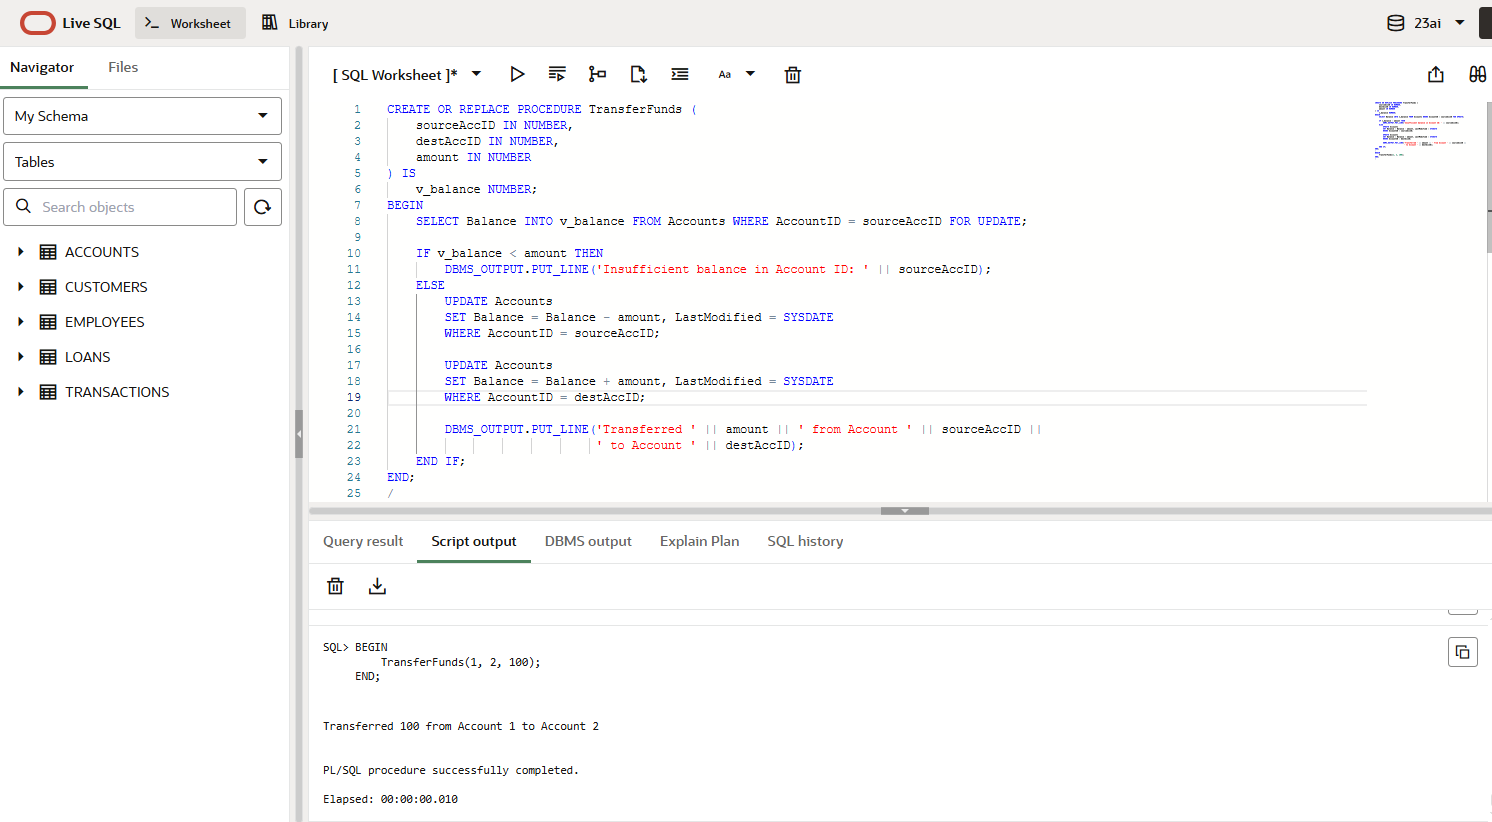 Live SQL
Worksheet
Library
23ai
Navigator
Files
My Schema
Tables
Search objects
ACCOUNTS
CUSTOMERS
EMPLOYEES
LOANS
TRANSACTIONS
[ SQL Worksheet ]*
Aa
1 CREATE OR REPLACE PROCEDURE TransferFunds (
2 sourceAccID IN NUMBER,
3 destAccID IN NUMBER,
4 amount IN NUMBER
5 ) IS
6 v_balance NUMBER;
7 BEGIN
8 SELECT Balance INTO v_balance FROM Accounts WHERE AccountID = sourceAccID FOR UPDATE;
9
10 IF v_balance < amount THEN
11 DBMS_OUTPUT.PUT_LINE('Insufficient balance in Account ID: ' || sourceAccID);
12 ELSE
13 UPDATE Accounts
14 SET Balance = Balance - amount, LastModified = SYSDATE
15 WHERE AccountID = sourceAccID;
16
17 UPDATE Accounts
18 SET Balance = Balance + amount, LastModified = SYSDATE
19 WHERE AccountID = destAccID;
20
21 DBMS_OUTPUT.PUT_LINE('Transferred ' || amount || ' from Account ' || sourceAccID ||
22 ' to Account ' || destAccID);
23 END IF;
24 END;
25 /
Query result
Script output
DBMS output
Explain Plan
SQL history
SQL> BEGIN
TransferFunds(1, 2, 100);
END;
Transferred 100 from Account 1 to Account 2
PL/SQL procedure successfully completed.
Elapsed: 00:00:00.010